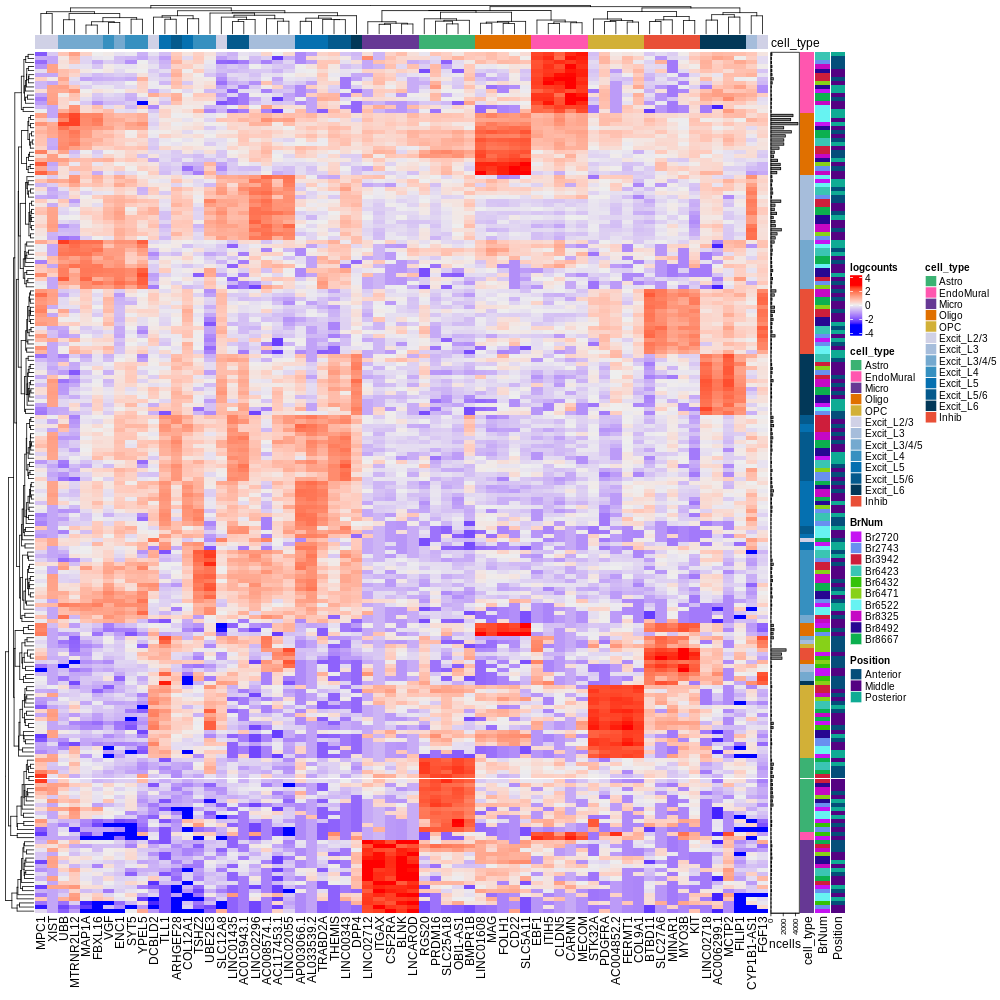 cell_type
logcounts
4
2
0
-2
-4
cell_type
Astro
EndoMural
Micro
Oligo
OPC
Excit_L2/3
Excit_L3
Excit_L3/4/5
Excit_L4
Excit_L5
Excit_L5/6
Excit_L6
Inhib
BrNum
Br2720
Br2743
Br3942
Br6423
Br6432
Br6471
Br6522
Br8325
Br8492
Br8667
Position
Anterior
Middle
Posterior
cell_type
Astro
EndoMural
Micro
Oligo
OPC
Excit_L2/3
Excit_L3
Excit_L3/4/5
Excit_L4
Excit_L5
Excit_L5/6
Excit_L6
Inhib
MPC1
XIST
UBB
MTRNR2L12
MAP1A
FBXL16
VGF
ENC1
SYT5
YPEL5
DCBLD2
TLL1
ARHGEF28
COL12A1
TSHZ2
UBE2E3
SLC12A8
LINC01435
AC015943.1
LINC02296
AC008574.1
AC117453.1
LINC02055
AP003066.1
AL033539.2
TRABD2A
THEMIS
LINC00343
DPP4
LINC02712
ITGAX
CSF2RA
BLNK
LNCAROD
RGS20
PRDM16
SLC25A18
OBI1-AS1
BMPR1B
LINC01608
MAG
FOLH1
CD22
SLC5A11
EBF1
ITIH5
CLDN5
CARMN
MECOM
STK32A
PDGFRA
AC004852.2
FERMT1
COL9A1
BTBD11
SLC27A6
MINAR1
MYO3B
KIT
LINC02718
AC006299.1
MCTP2
FILIP1
CYP1B1-AS1
FGF13
0
2000
4000
ncells
cell_type
BrNum
Position